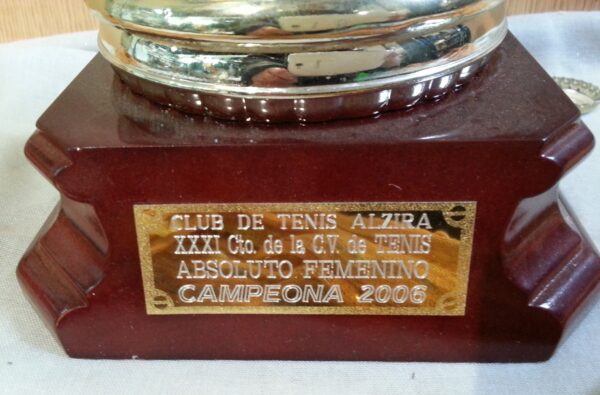 CLUB DE TENIS ALZIRA
XXXI Cto. de la C.V. de TENIS
ABSOLUTO FEMENINO
CAMPEONA 2006